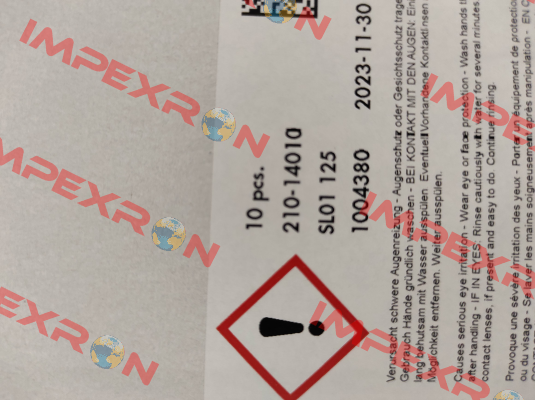 10 pcs.
210-14010
SL01 125
1004380 2023-11-30
Verursacht schwere Augenreizung - Augenschutz oder Gesichtsschutz trage
Gebrauch Hände gründlich waschen - BEI KONTAKT MIT DEN AUGEN: Ein
lang behutsam mit Wasser ausspülen Eventuell Vorhandene Kontaktlinsen
Möglichkeit entfernen. Weiter ausspülen.
Causes serious eye irritation - Wear eye or face protection - Wash hands
after handling - IF IN EYES: Rinse cautiously with water for several minutes
contact lenses, if present and easy to do. Continue rinsing.
Provoque une sévère irritation des yeux - Porter un équipement de protectio
ou du visage - Se laver les mains soigneusement après manipulation - EN C
IMPEXRON
IMPEXRON
IMPEXRON
IMPEXRON